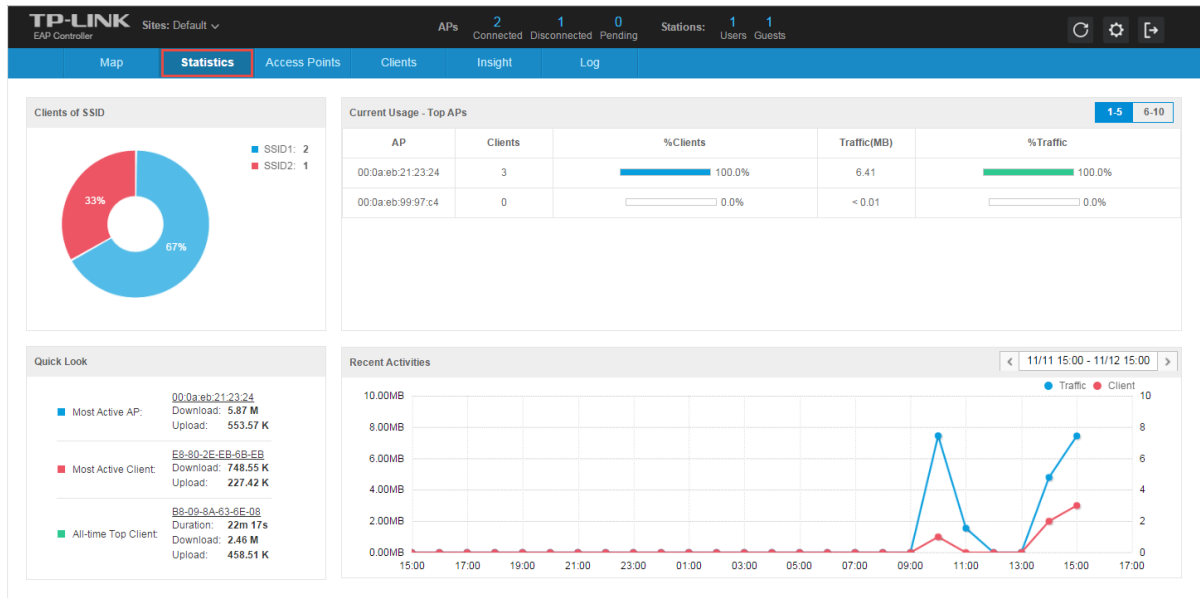 TP-LINK
EAP Controller
Sites: Default
APs 2 1 0 Stations: 1 1
Connected Disconnected Pending Users Guests
Map Statistics Access Points Clients Insight Log
Clients of SSID
SSID1: 2
SSID2: 1
33%
67%
Current Usage - Top APs 1-5 6-10
AP Clients %Clients Traffic(MB) %Traffic
00:0a:eb:21:23:24 3 100.0% 6.41 100.0%
00:0a:eb:99:97:c4 0 0.0% < 0.01 0.0%
Quick Look
Most Active AP: 00:0a:eb:21:23:24
Download: 5.87 M
Upload: 553.57 K
Most Active Client: E8-80-2E-EB-6B-EB
Download: 748.55 K
Upload: 227.42 K
All-time Top Client: B8-09-8A-63-6E-08
Duration: 22m 17s
Download: 2.46 M
Upload: 458.51 K
Recent Activities < 11/11 15:00 - 11/12 15:00 >
Traffic Client
10.00MB 10
8.00MB 8
6.00MB 6
4.00MB 4
2.00MB 2
0.00MB 0
15:00 17:00 19:00 21:00 23:00 01:00 03:00 05:00 07:00 09:00 11:00 13:00 15:00 17:00